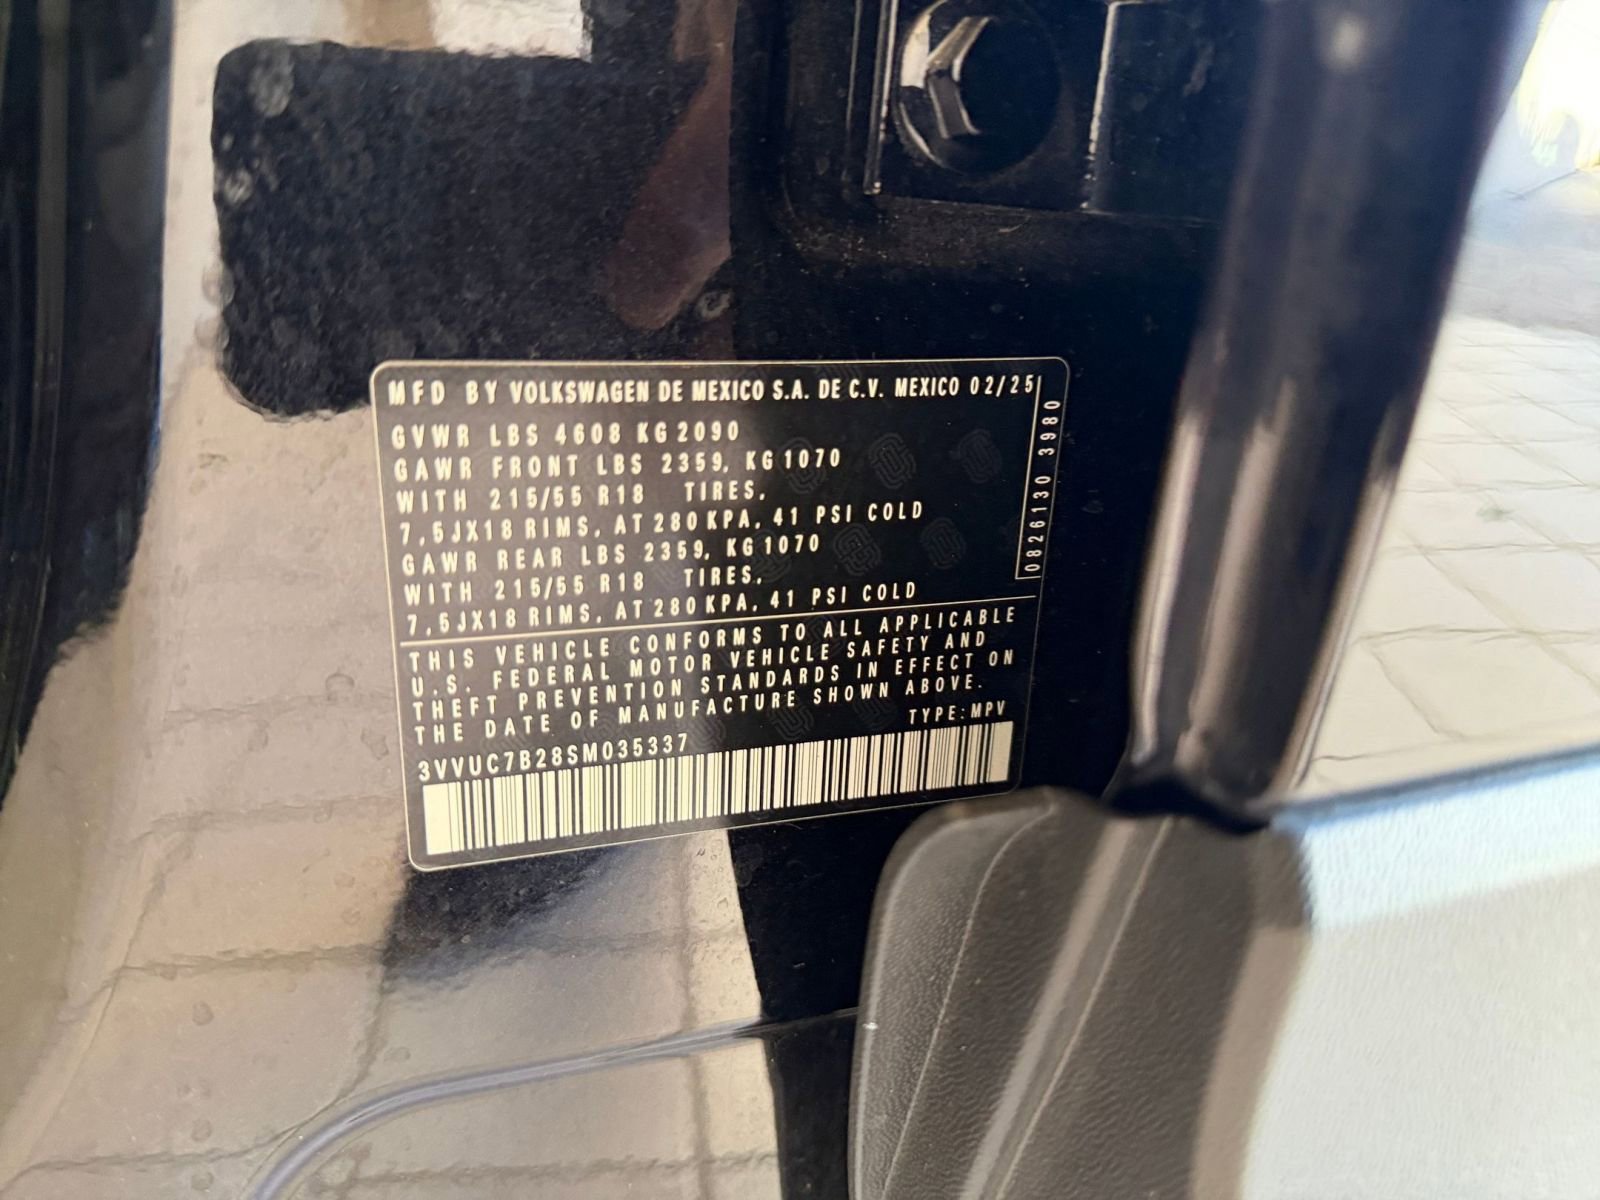 MFD BY VOLKSWAGEN DE MEXICO S.A. DE C.V. MEXICO 02/25
GVWR LBS 4608 KG 2090
GAWR FRONT LBS 2359, KG 1070
WITH 215/55 R18 TIRES,
7,5JX18 RIMS, AT 280 KPA, 41 PSI COLD
GAWR REAR LBS 2359, KG 1070
WITH 215/55 R18 TIRES,
7,5JX18 RIMS, AT 280 KPA, 41 PSI COLD
0826130 3980
THIS VEHICLE CONFORMS TO ALL APPLICABLE
U.S. FEDERAL MOTOR VEHICLE SAFETY AND
THEFT PREVENTION STANDARDS IN EFFECT ON
THE DATE OF MANUFACTURE SHOWN ABOVE.
TYPE: MPV
3VVUC7B28SM035337